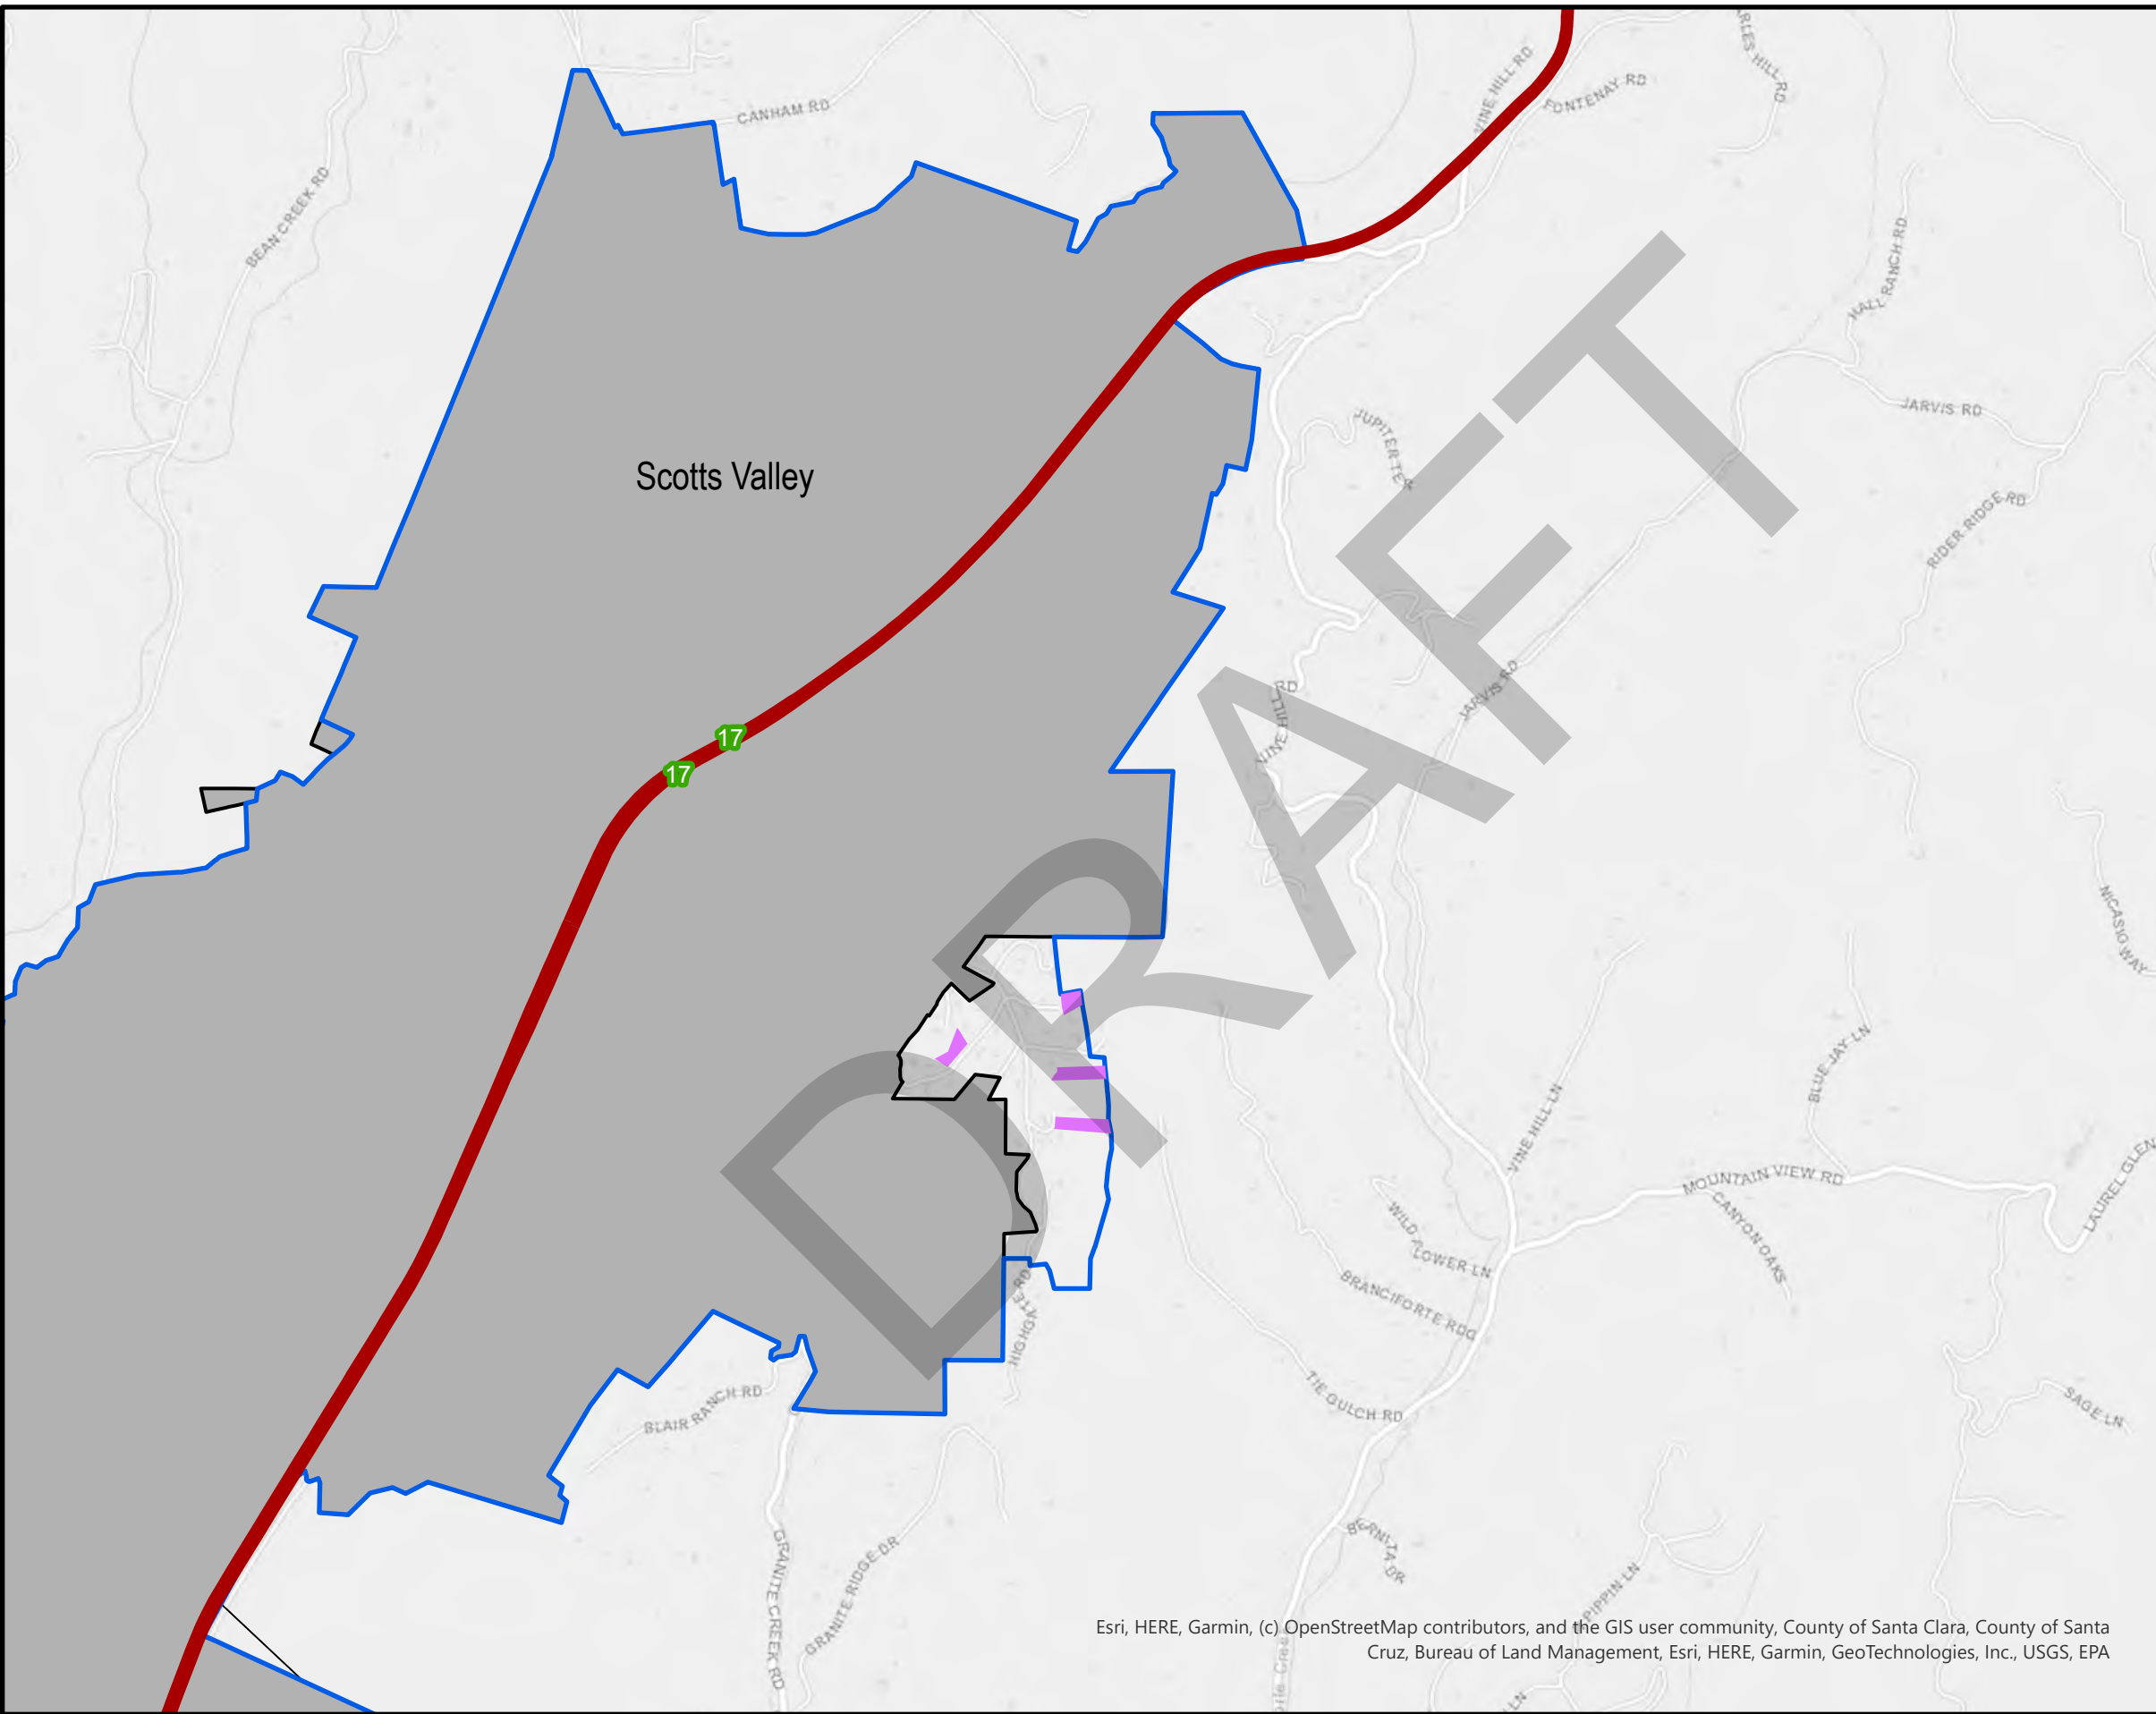 CANHAM RD
VINE HILL RD
FONTENAY RD
BEAN CREEK RD
HALL RANCH RD
JARVIS RD
JUPITER TER
Scotts Valley
RIDER RIDGE RD
JARVIS RD
VINE HILL RD
17
17
NICASIO WAY
DRAFT
BLUE JAY LN
VINE HILL LN
MOUNTAIN VIEW RD
LAUREL GLEN
CANYON OAKS
WILD
LOWER LN
BRANCIFORTE RDG
BLAIR RANCH RD
TIE GULCH RD
SAGE LN
GRANITE CREEK RD
GRANITE RIDGE DR
BERNITA DR
PIPPIN LN
Esri, HERE, Garmin, (c) OpenStreetMap contributors, and the GIS user community, County of Santa Clara, County of Santa
Cruz, Bureau of Land Management, Esri, HERE, Garmin, GeoTechnologies, Inc., USGS, EPA
LN